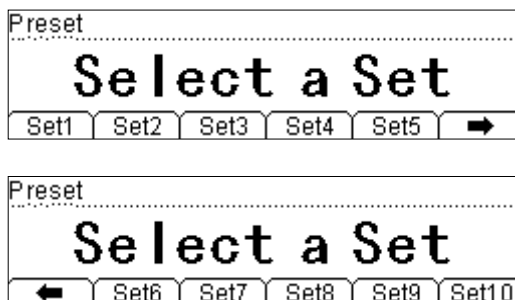 Preset
Select a Set
Set1 Set2 Set3 Set4 Set5 ➡
Preset
Select a Set
⬅ Set6 Set7 Set8 Set9 Set10